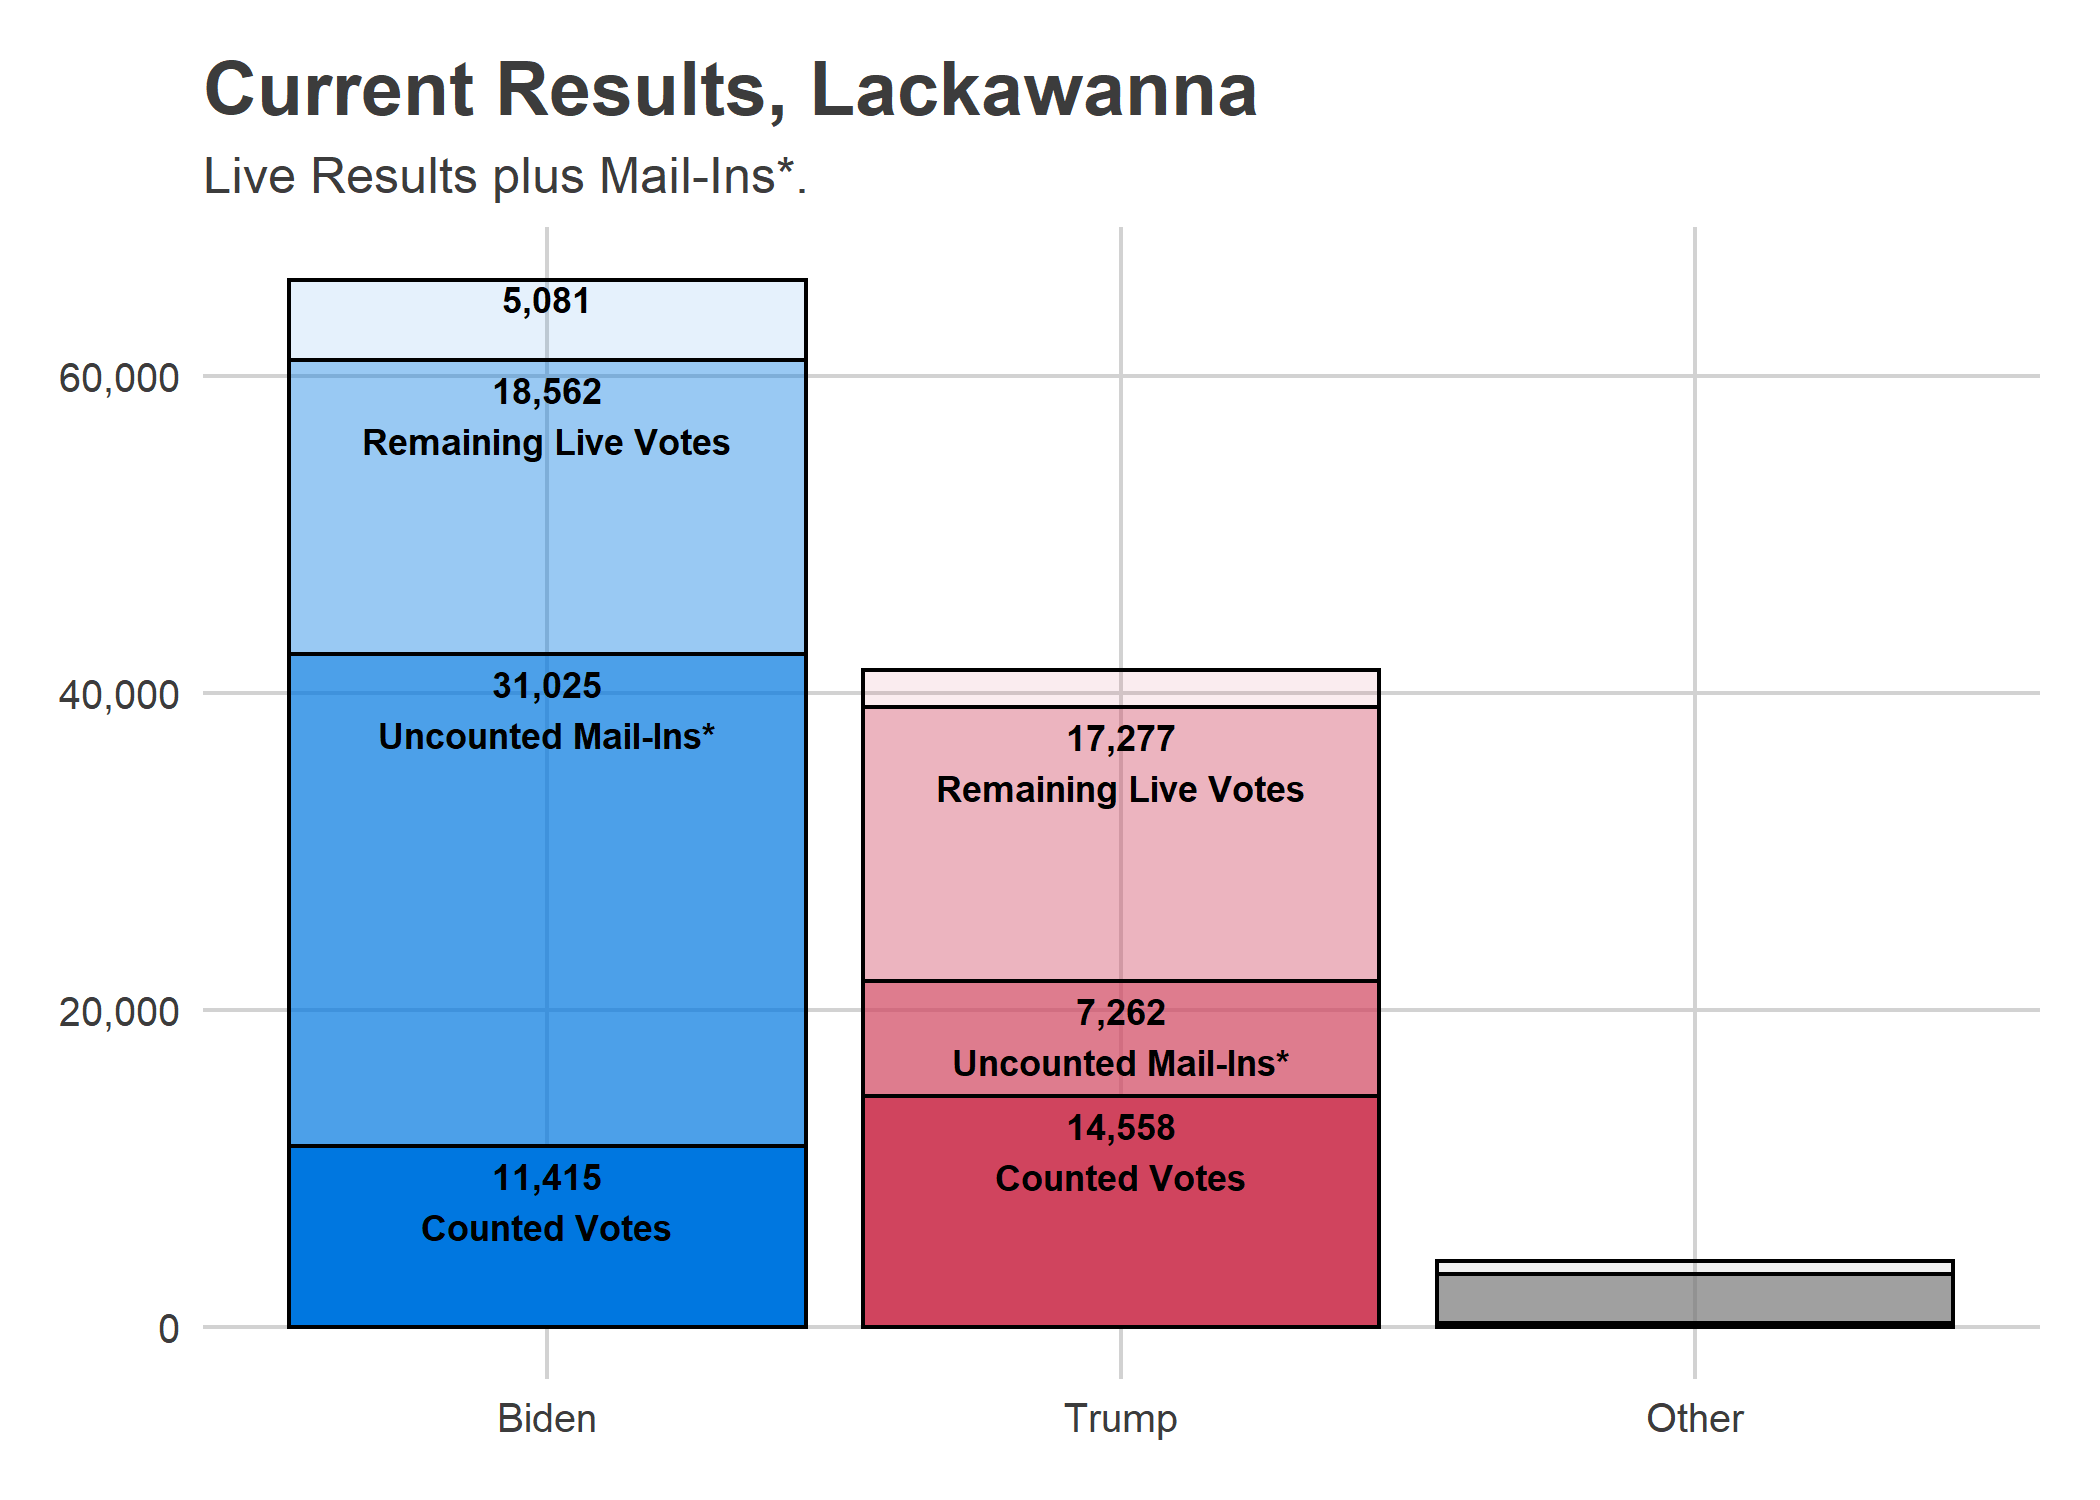 Current Results, Lackawanna
Live Results plus Mail-Ins*.
60,000
40,000
20,000
0
5,081
18,562
Remaining Live Votes
31,025
Uncounted Mail-Ins*
11,415
Counted Votes
17,277
Remaining Live Votes
7,262
Uncounted Mail-Ins*
14,558
Counted Votes
Biden
Trump
Other